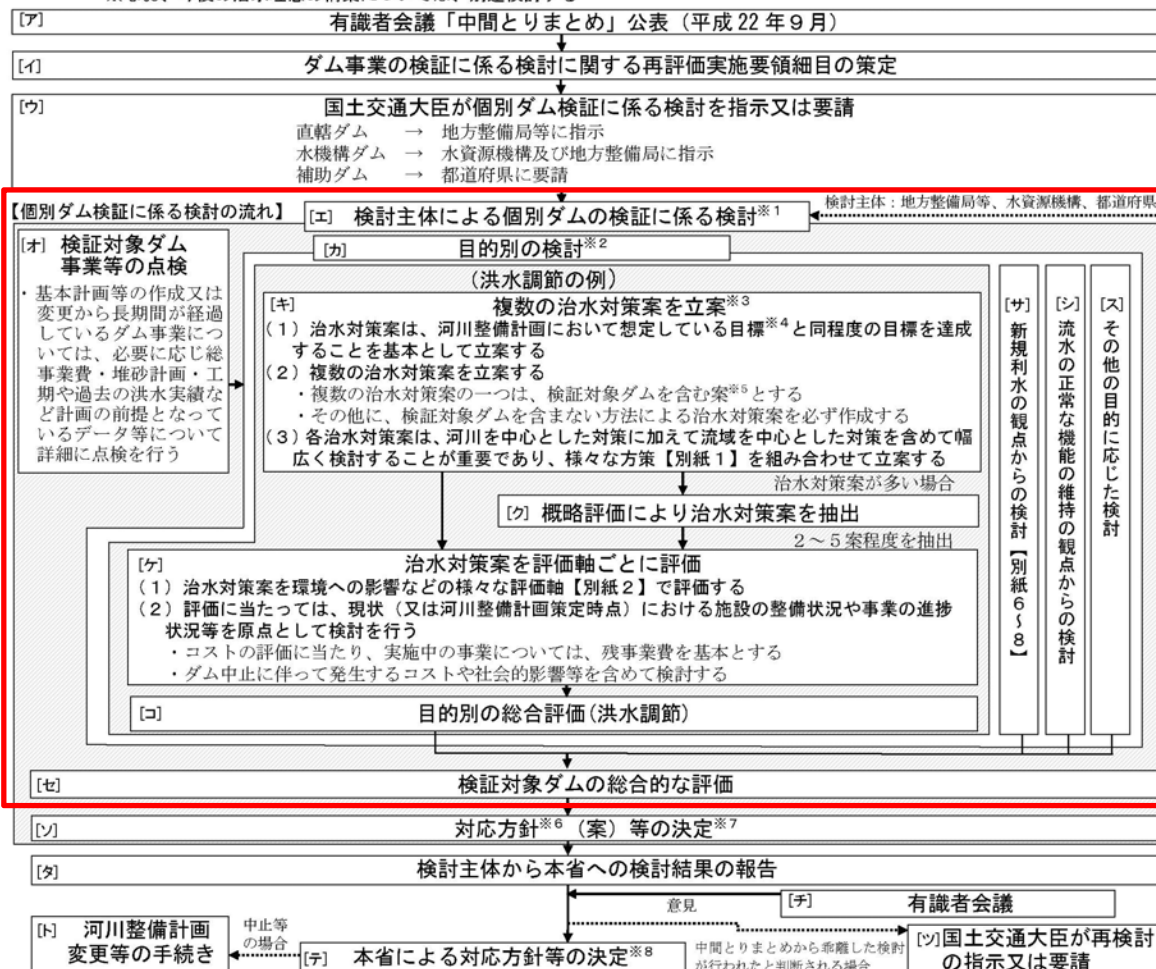 [ア] 有識者会議「中間とりまとめ」公表(平成22年9月)
[イ] ダム事業の検証に係る検討に関する再評価実施要領細目の策定
[ウ] 国土交通大臣が個別ダム検証に係る検討を指示又は要請
直轄ダム → 地方整備局等に指示
水機構ダム → 水資源機構及び地方整備局に指示
補助ダム → 都道府県に要請
【個別ダム検証に係る検討の流れ】
[エ] 検討主体による個別ダムの検証に係る検討※1
検討主体:地方整備局等、水資源機構、都道府県
[オ] 検証対象ダム
事業等の点検
・基本計画等の作成又は
変更から長期間が経過
しているダム事業につ
いては、必要に応じ総
事業費・堆砂計画・工
期や過去の洪水実績な
ど計画の前提となって
いるデータ等について
詳細に点検を行う
[カ] 目的別の検討※2
(洪水調節の例)
[キ] 複数の治水対策案を立案※3
(1)治水対策案は、河川整備計画において想定している目標※4と同程度の目標を達成
することを基本として立案する
(2)複数の治水対策案を立案する
・複数の治水対策案の一つは、検証対象ダムを含む案※5とする
・その他に、検証対象ダムを含まない方法による治水対策案を必ず作成する
(3)各治水対策案は、河川を中心とした対策に加えて流域を中心とした対策を含めて幅
広く検討することが重要であり、様々な方策【別紙1】を組み合わせて立案する
治水対策案が多い場合
[ク] 概略評価により治水対策案を抽出
2~5案程度を抽出
[ケ] 治水対策案を評価軸ごとに評価
(1)治水対策案を環境への影響などの様々な評価軸【別紙2】で評価する
(2)評価に当たっては、現状(又は河川整備計画策定時点)における施設の整備状況や事業の進捗
状況等を原点として検討を行う
・コストの評価に当たり、実施中の事業については、残事業費を基本とする
・ダム中止に伴って発生するコストや社会的影響等を含めて検討する
[コ] 目的別の総合評価(洪水調節)
[サ] 新規利水の観点からの検討【別紙6~8】
[シ] 流水の正常な機能の維持の観点からの検討
[ス] その他の目的に応じた検討
[セ] 検証対象ダムの総合的な評価
[ソ] 対応方針※6(案)等の決定※7
[タ] 検討主体から本省への検討結果の報告
意見
[チ] 有識者会議
[ト] 河川整備計画
変更等の手続き
中止等
の場合
[テ] 本省による対応方針等の決定※8
中間とりまとめから乖離した検討
が行われたと判断される場合
[ツ]国土交通大臣が再検討
の指示又は要請